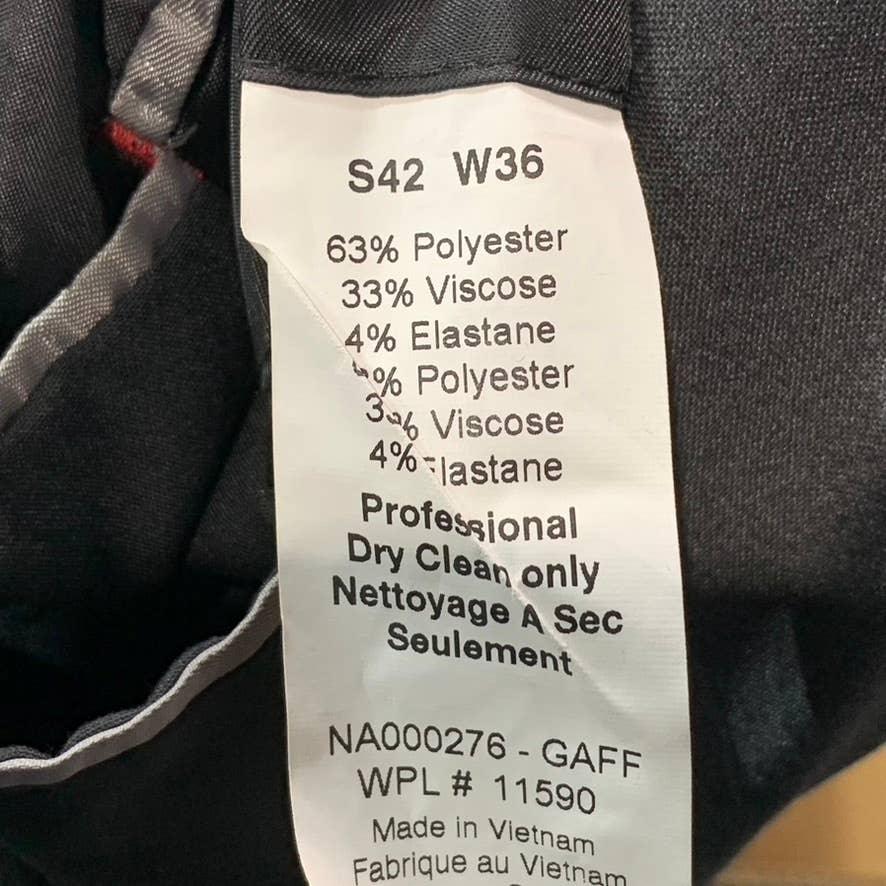 S42 W36
63% Polyester
33% Viscose
4% Elastane
% Polyester
% Viscose
4% Elastane
Professional
Dry Clean only
Nettoyage A Sec
Seulement
NA000276 - GAFF
WPL # 11590
Made in Vietnam
Fabrique au Vietnam